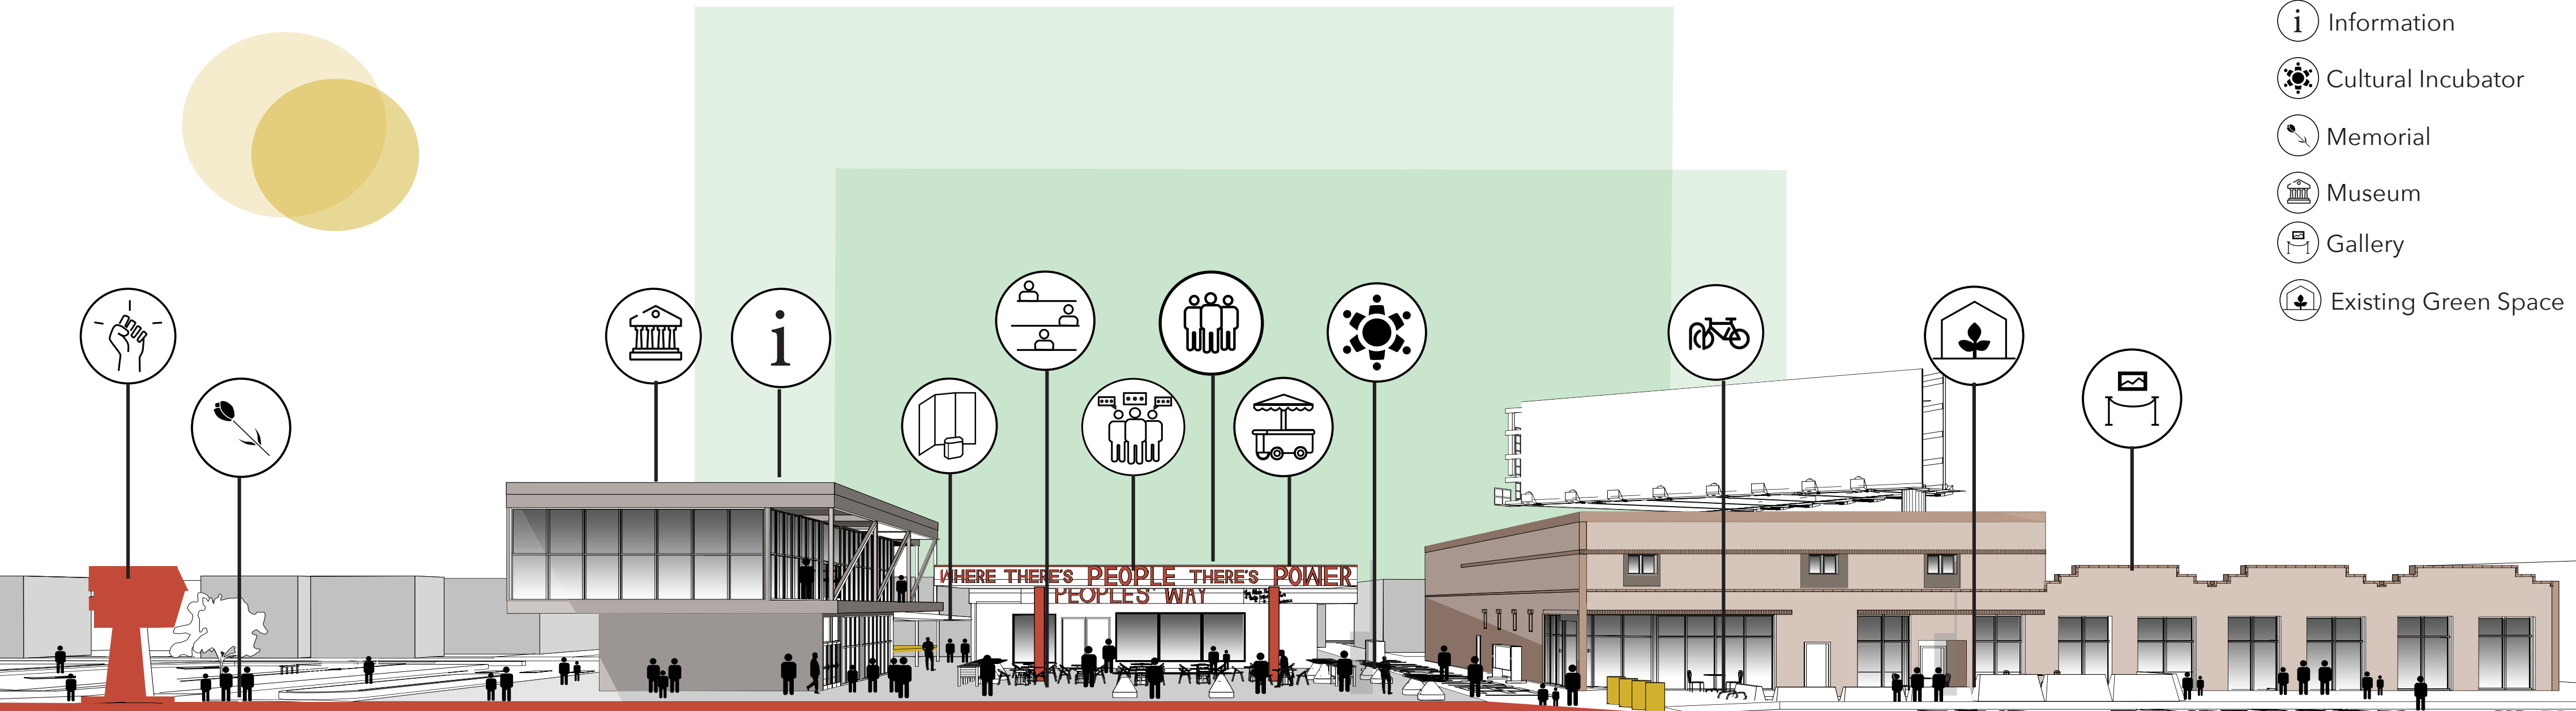 i Information
Cultural Incubator
Memorial
Museum
Gallery
Existing Green Space
i
WHERE THERE'S PEOPLE THERE'S POWER
PEOPLES' WAY